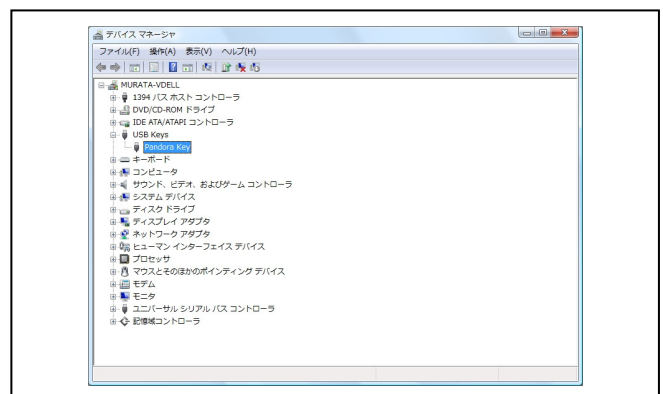 デバイス マネージャ
ファイル(F) 操作(A) 表示(V) ヘルプ(H)
MURATA-VDELL
1394 バス ホスト コントローラ
DVD/CD-ROM ドライブ
IDE ATA/ATAPI コントローラ
USB Keys
Pandora Key
キーボード
コンピュータ
サウンド、ビデオ、およびゲーム コントローラ
システム デバイス
ディスク ドライブ
ディスプレイ アダプタ
ネットワーク アダプタ
ヒューマン インターフェイス デバイス
プロセッサ
マウスとそのほかのポインティング デバイス
モデム
モニタ
ユニバーサル シリアル バス コントローラ
記憶域コントローラ